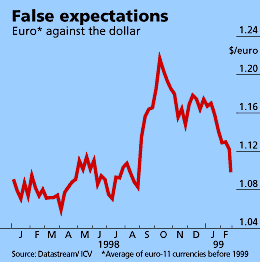 False expectations
Euro* against the dollar
1.24
$/euro
1.20
1.16
1.12
1.08
1.04
J F M A M J J A S O N D J F
1998 99
Source: Datastream/ ICV *Average of euro-11 currencies before 1999